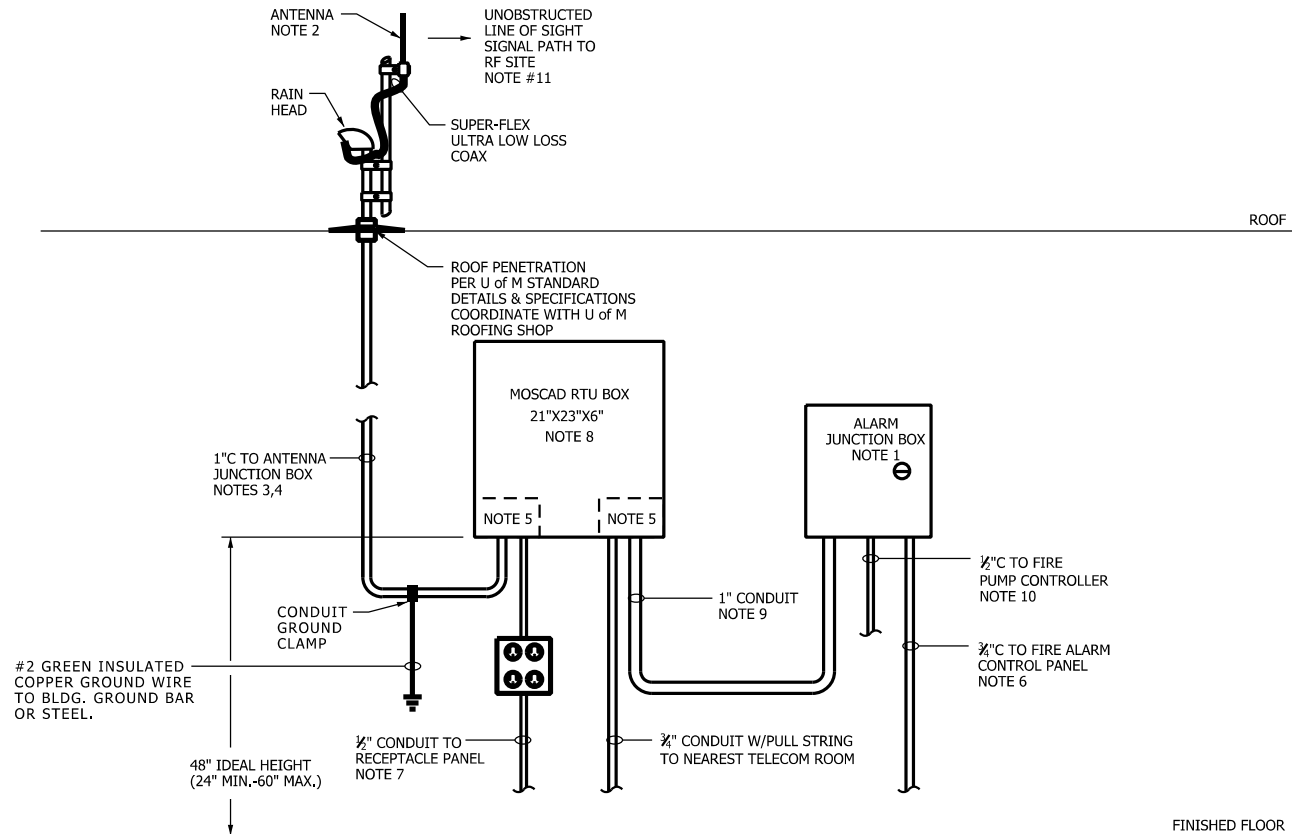 ANTENNA
NOTE 2
UNOBSTRUCTED
LINE OF SIGHT
SIGNAL PATH TO
RF SITE
NOTE #11
RAIN
HEAD
SUPER-FLEX
ULTRA LOW LOSS
COAX
ROOF
ROOF PENETRATION
PER U of M STANDARD
DETAILS & SPECIFICATIONS
COORDINATE WITH U of M
ROOFING SHOP
MOSCAD RTU BOX
21"X23"X6"
NOTE 8
ALARM
JUNCTION BOX
NOTE 1
1"C TO ANTENNA
JUNCTION BOX
NOTES 3,4
NOTE 5
NOTE 5
½"C TO FIRE
PUMP CONTROLLER
NOTE 10
1" CONDUIT
NOTE 9
CONDUIT
GROUND
CLAMP
¾"C TO FIRE ALARM
CONTROL PANEL
NOTE 6
#2 GREEN INSULATED
COPPER GROUND WIRE
TO BLDG. GROUND BAR
OR STEEL.
½" CONDUIT TO
RECEPTACLE PANEL
NOTE 7
¾" CONDUIT W/PULL STRING
TO NEAREST TELECOM ROOM
48" IDEAL HEIGHT
(24" MIN.-60" MAX.)
FINISHED FLOOR